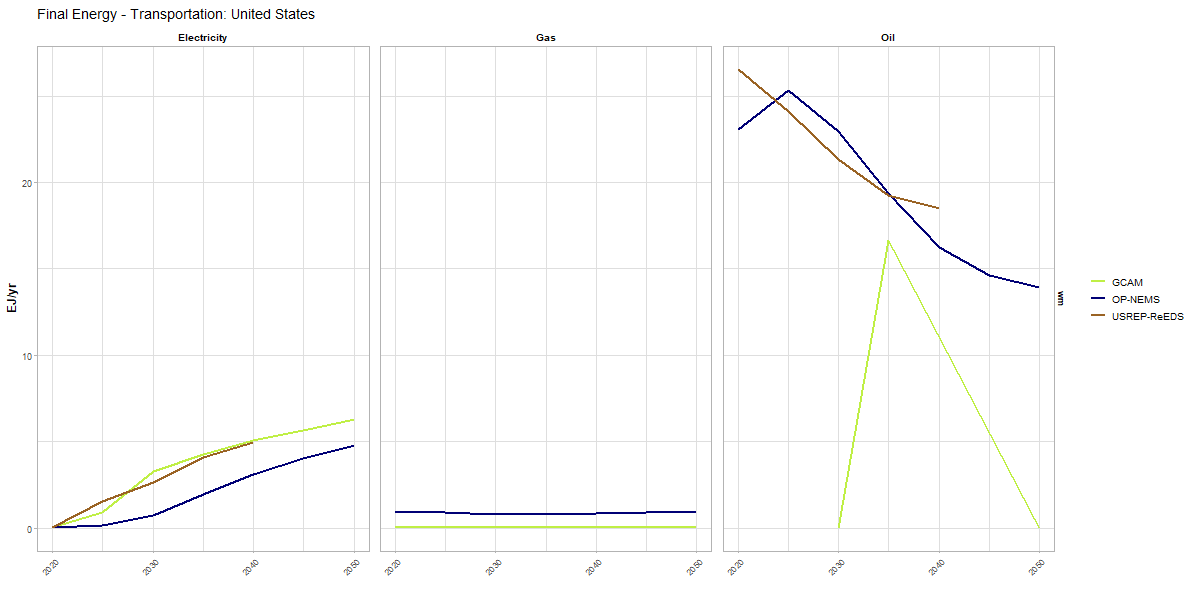 Final Energy - Transportation: United States
Electricity Gas Oil
20
10
0
EJ/yr
2020 2030 2040 2050 2020 2030 2040 2050 2020 2030 2040 2050
wm
GCAM
OP-NEMS
USREP-ReEDS